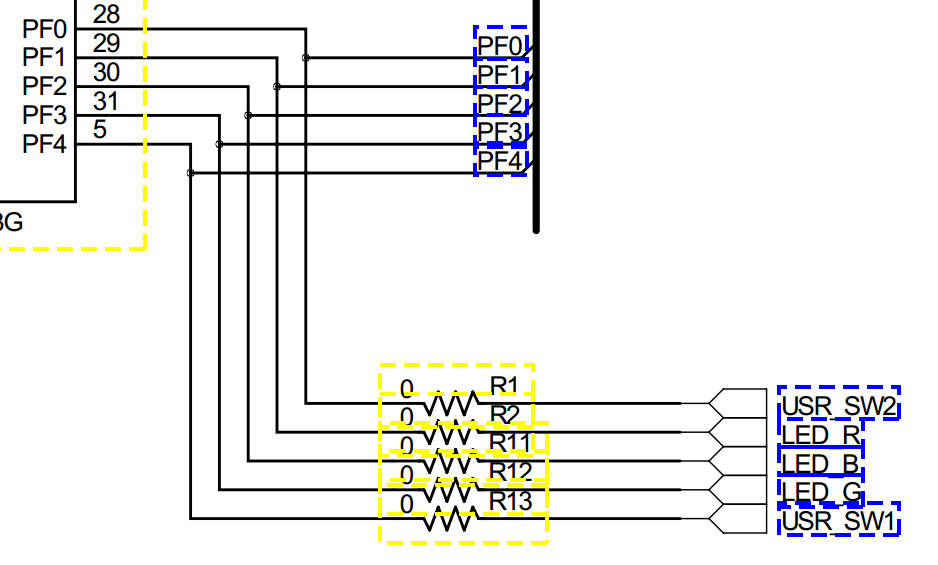 28
PF0
29
PF1
30
PF2
31
PF3
5
PF4
PF0
PF1
PF2
PF3
PF4
0 R1 USR_SW2
0 R2 LED_R
0 R11 LED_B
0 R12 LED_G
0 R13 USR_SW1